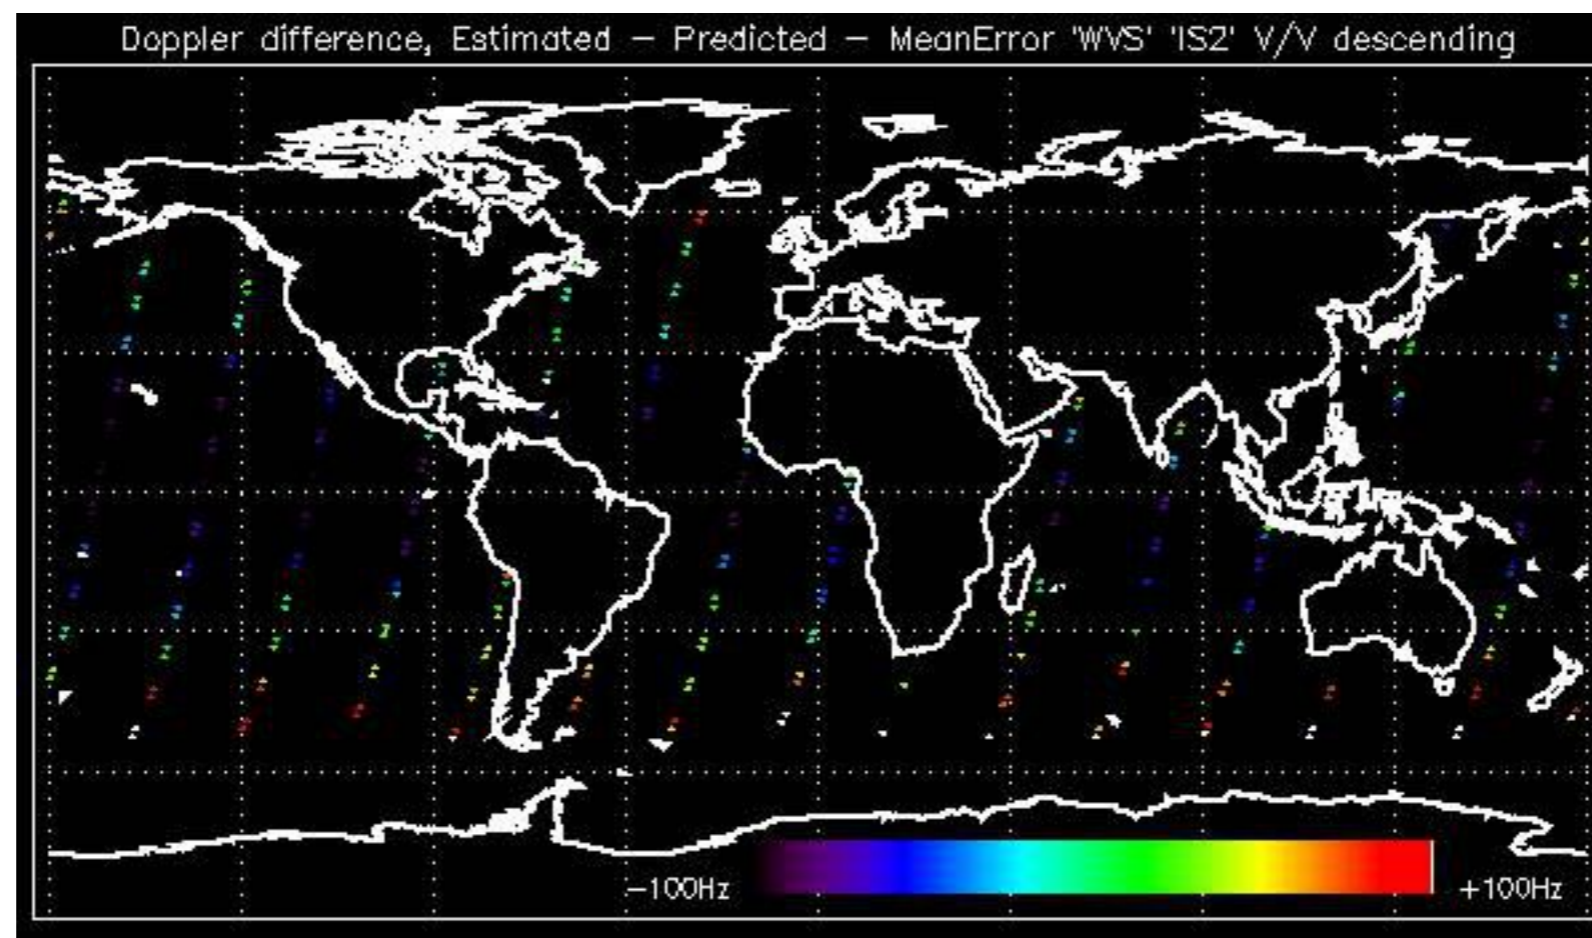 Doppler difference, Estimated – Predicted – MeanError 'WVS' 'IS2' V/V descending
–100Hz
+100Hz